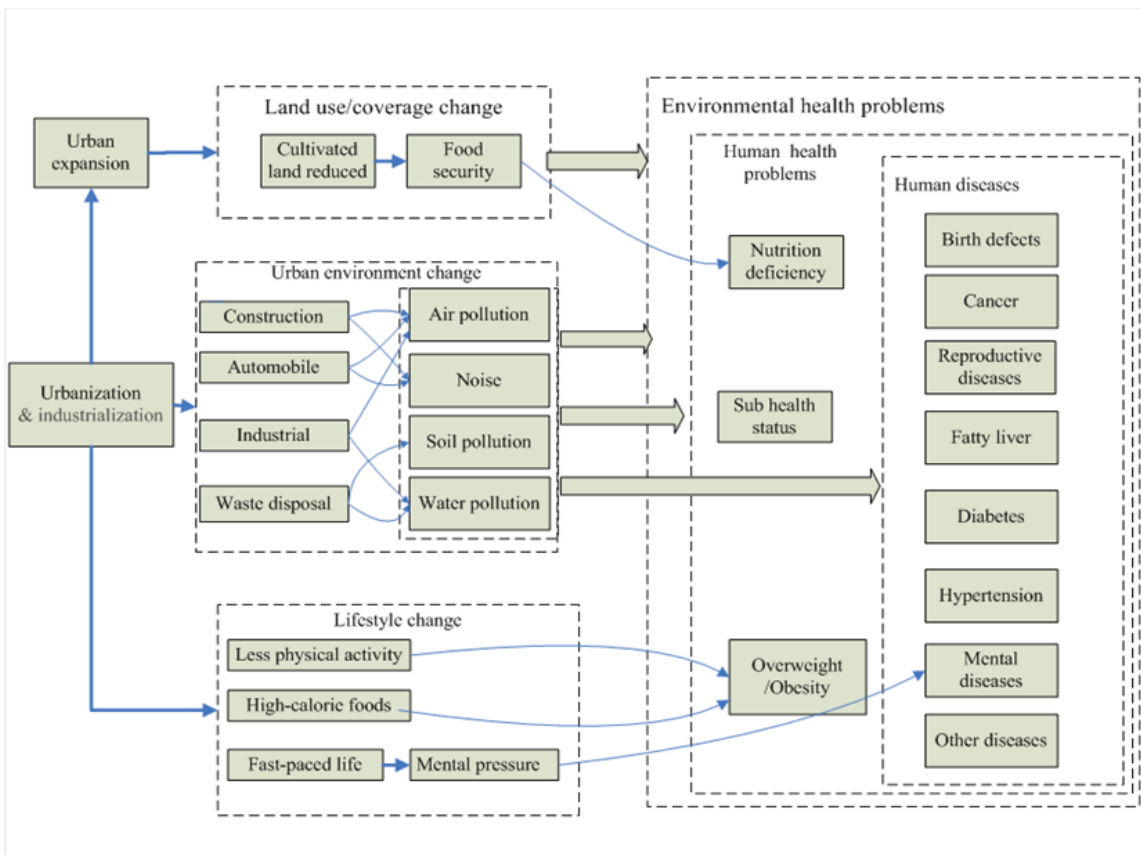 Land use/coverage change
Urban
expansion
Cultivated
land reduced
Food
security
Environmental health problems
Human health
problems
Human diseases
Nutrition
deficiency
Birth defects
Cancer
Reproductive
diseases
Fatty liver
Diabetes
Hypertension
Mental
diseases
Other diseases
Sub health
status
Overweight
/Obesity
Urban environment change
Construction
Automobile
Industrial
Waste disposal
Air pollution
Noise
Soil pollution
Water pollution
Urbanization
& industrialization
Lifestyle change
Less physical activity
High-calorie foods
Fast-paced life
Mental pressure